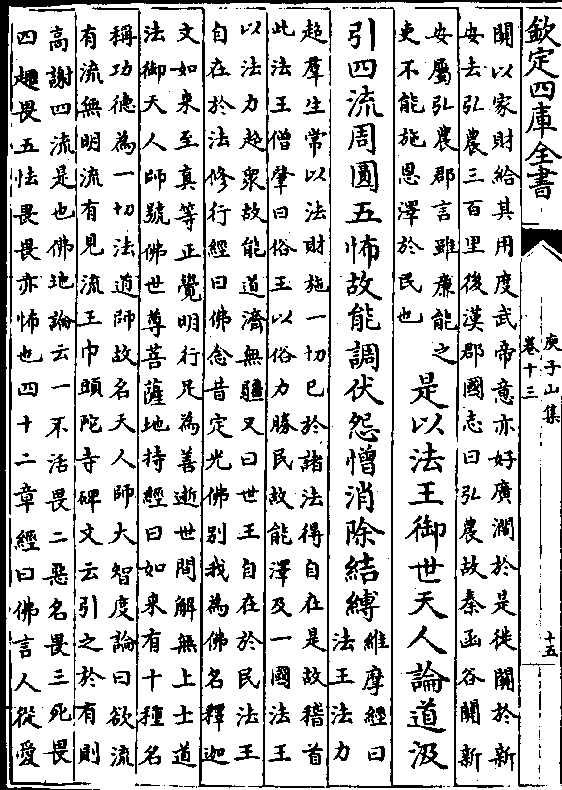 欽定四庫全書
庾子山集
卷十三
十五
關以家財給其用度武帝意亦好廣濶於是徙關於新
安去弘農三百里後漢郡國志曰弘農故秦函谷關新
安屬弘農郡言雖亷能之
吏不能施恩澤於民也
是以法王御世天人論道汲
引四流周圓五怖故能調伏怨憎消除結縛
維摩經曰
法王法力
超羣生常以法財施一切已於諸法得自在是故稽首
此法王僧肇曰俗王以俗力勝民故能澤及一國法王
以法力超衆故能道濟無疆又曰世王自在於民法王
自在於法修行經曰佛念昔定光佛别我為佛名釋迦
文如來至真等正覺明行足為善逝世間解無上士道
法御天人師號佛世尊菩薩地持經曰如來有十種名
稱功德為一切法道師故名天人師大智度論曰欲流
有流無明流有見流王巾頭陀寺碑文云引之於有則
高謝四流是也佛地論云一不活畏二惡名畏三死畏
四趣畏五怯畏畏亦怖也四十二章經曰佛言人從愛